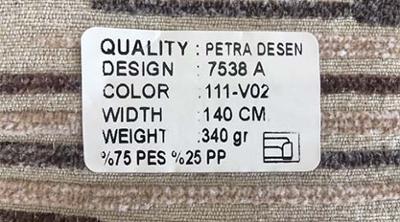 QUALITY : PETRA DESEN
DESIGN : 7538 A
COLOR : 111-V02
WIDTH : 140 CM
WEIGHT : 340 gr
%75 PES %25 PP